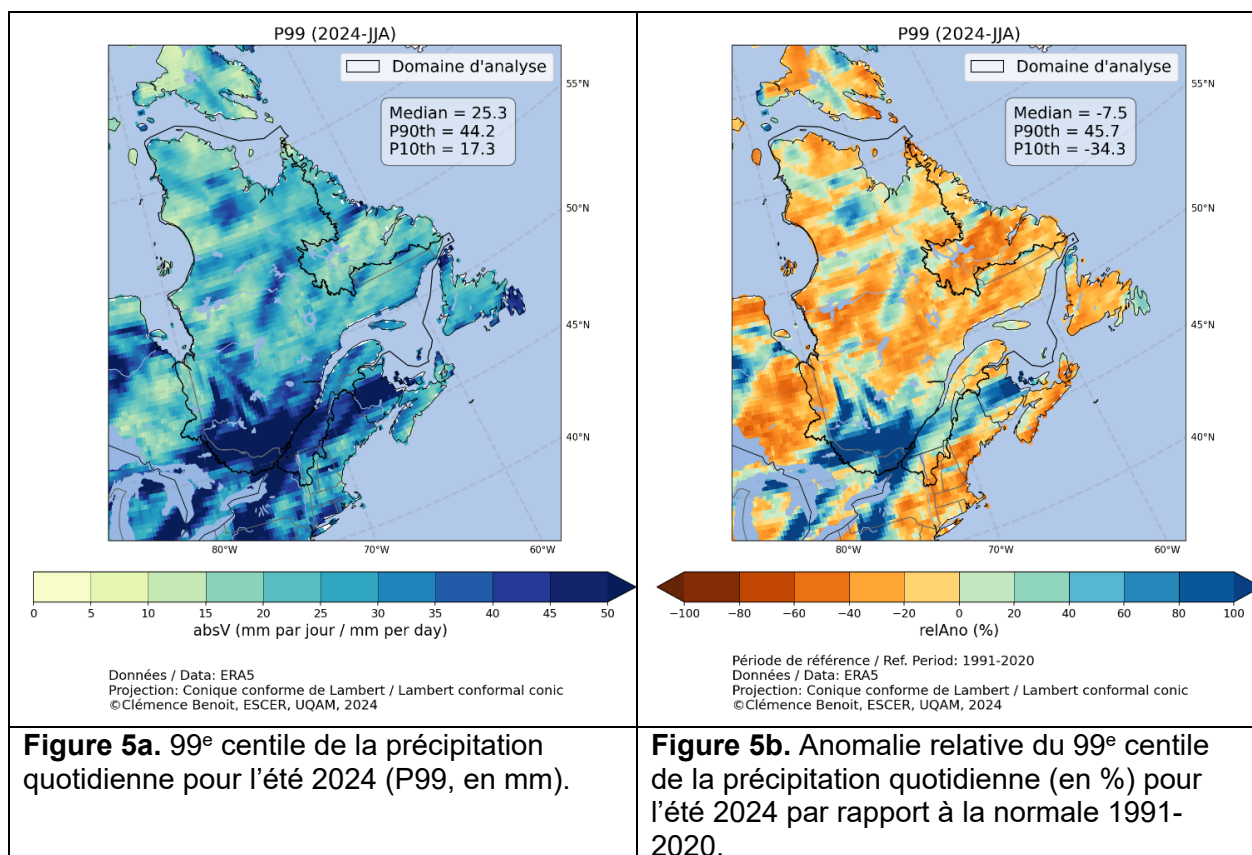 P99 (2024-JJA)
Domaine d'analyse
Median = 25.3
P90th = 44.2
P10th = 17.3
55°N
50°N
45°N
40°N
80°W
70°W
60°W
0 5 10 15 20 25 30 35 40 45 50
absV (mm par jour / mm per day)
Données / Data: ERA5
Projection: Conique conforme de Lambert / Lambert conformal conic
©Clémence Benoit, ESCER, UQAM, 2024
Figure 5a. 99e centile de la précipitation
quotidienne pour l'été 2024 (P99, en mm).
P99 (2024-JJA)
Domaine d'analyse
Median = -7.5
P90th = 45.7
P10th = -34.3
55°N
50°N
45°N
40°N
80°W
70°W
60°W
−100 −80 −60 −40 −20 0 20 40 60 80 100
relAno (%)
Période de référence / Ref. Period: 1991-2020
Données / Data: ERA5
Projection: Conique conforme de Lambert / Lambert conformal conic
©Clémence Benoit, ESCER, UQAM, 2024
Figure 5b. Anomalie relative du 99e centile
de la précipitation quotidienne (en %) pour
l'été 2024 par rapport à la normale 1991-
2020.